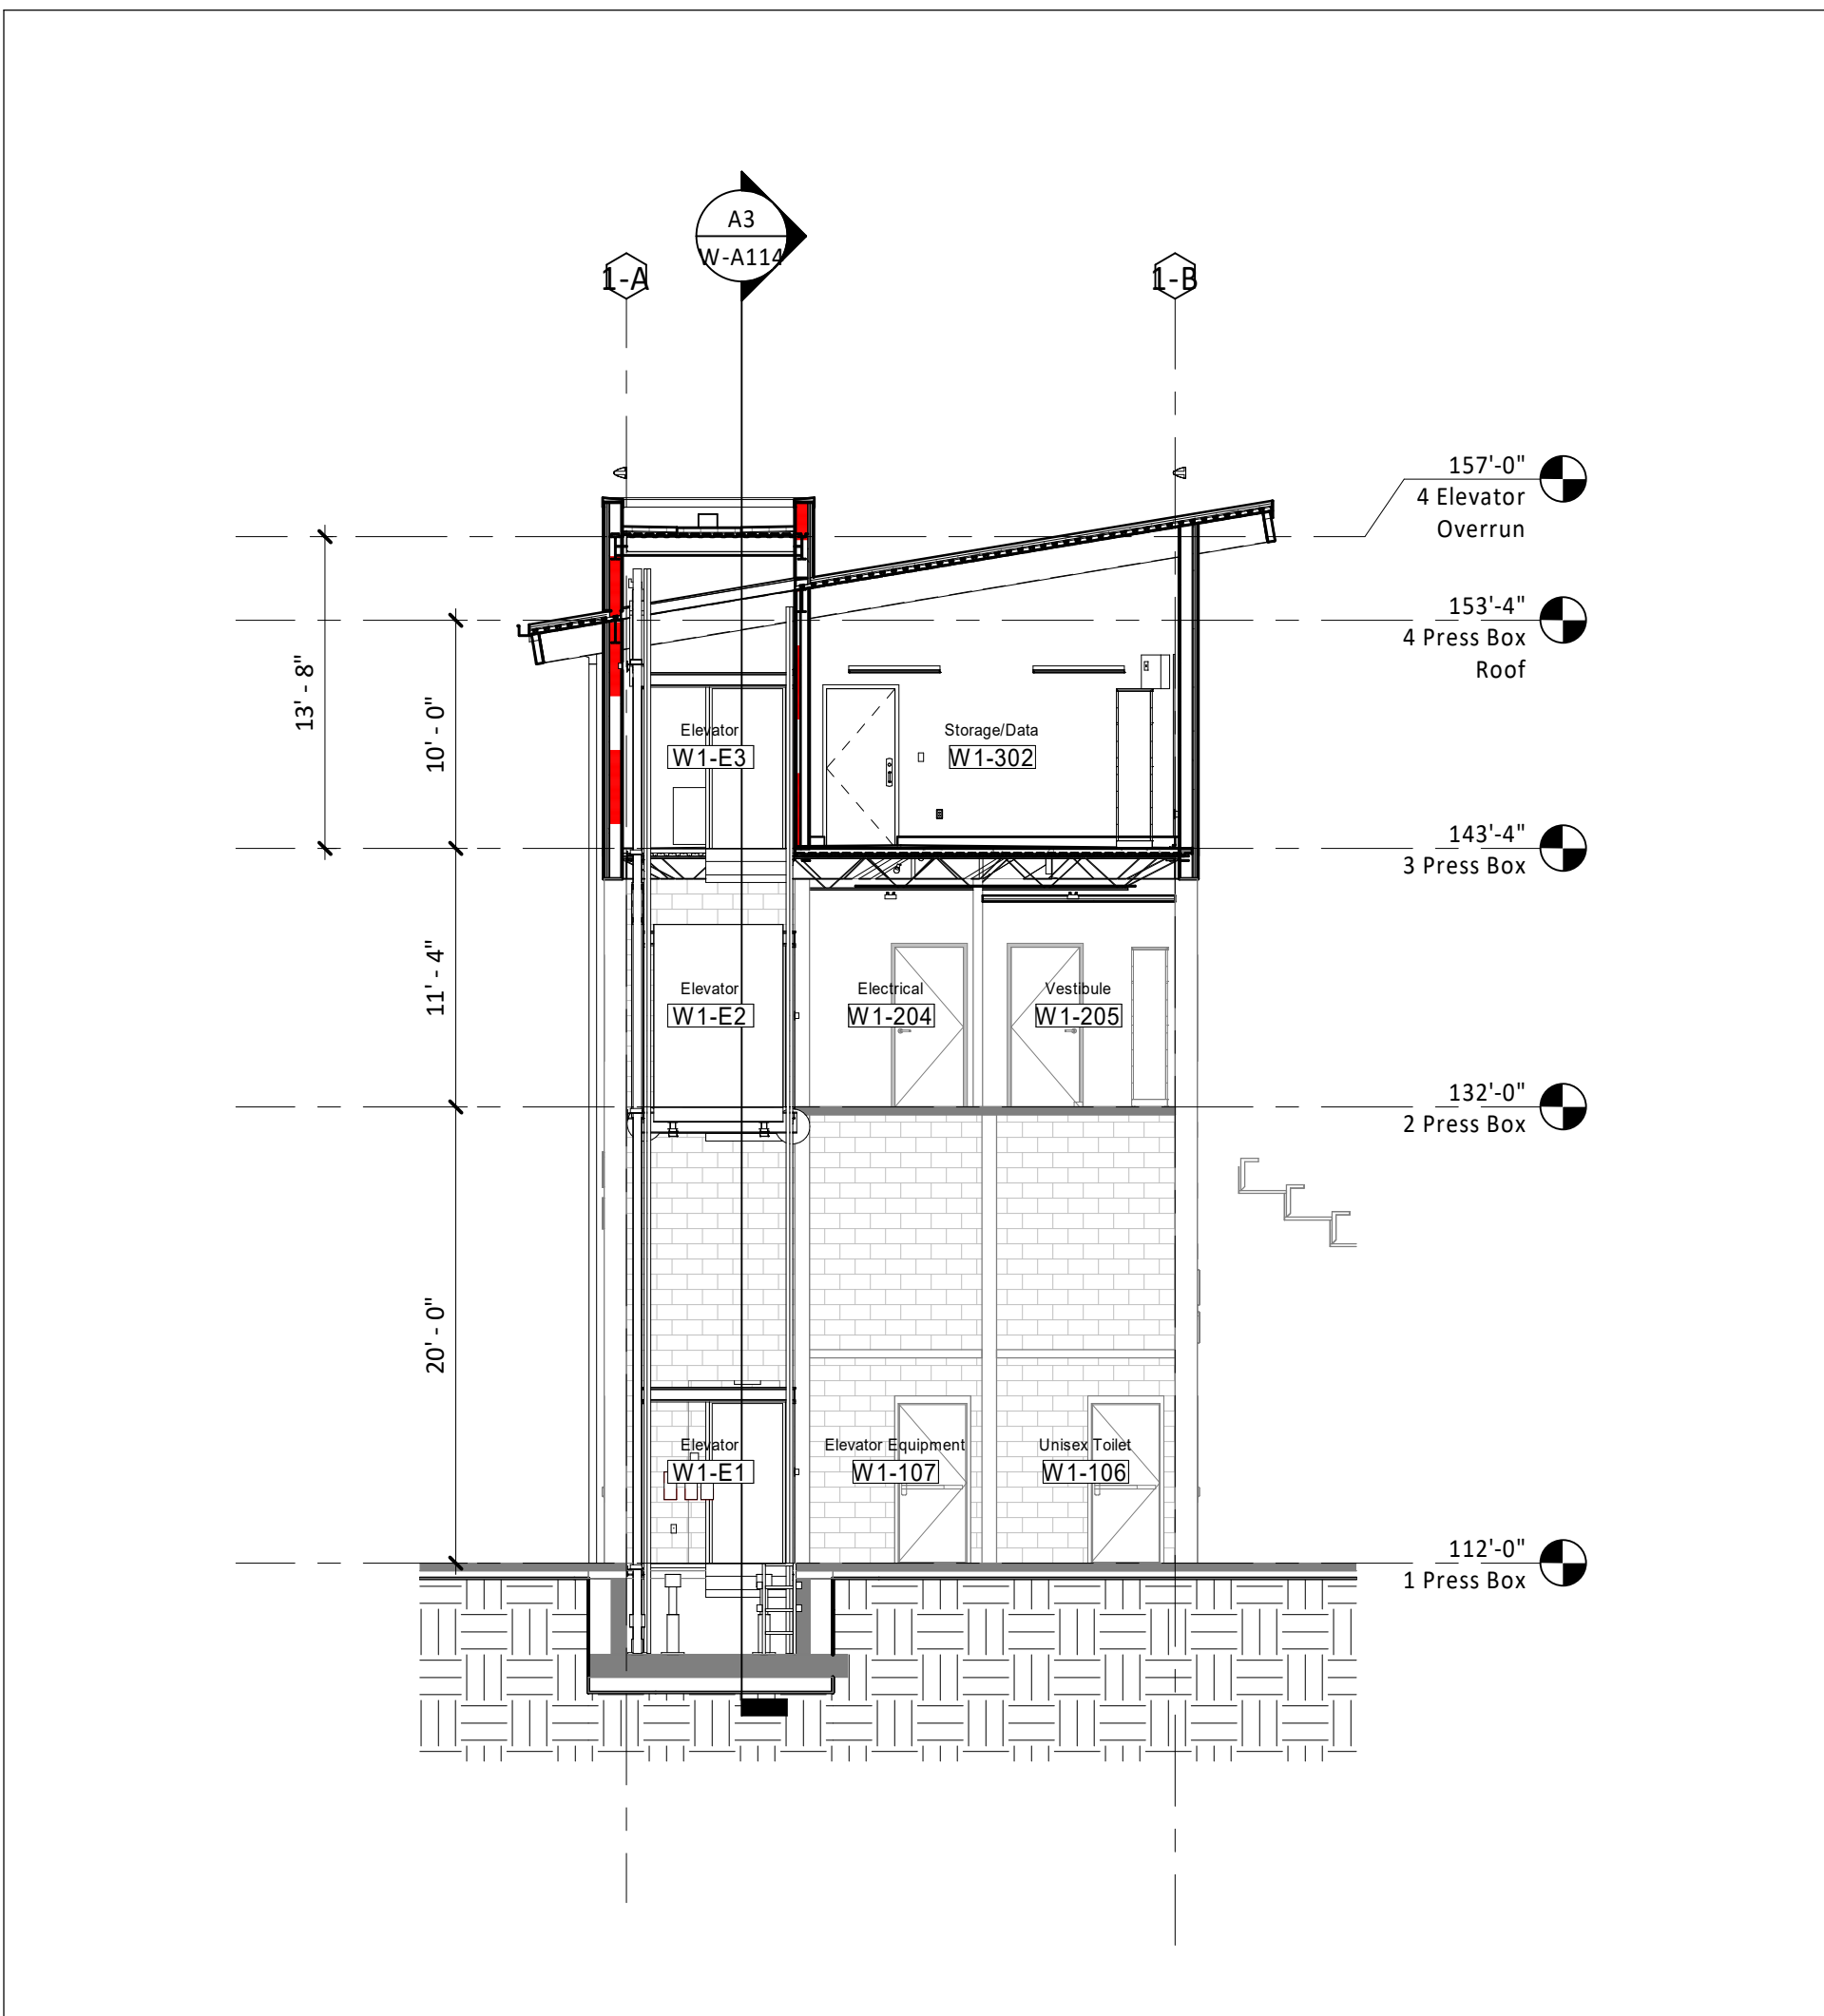 A3
W-A114
1-A
1-B
157'-0"
4 Elevator
Overrun
153'-4"
4 Press Box
Roof
13' - 8"
10' - 0"
Elevator
W1-E3
Storage/Data
W1-302
143'-4"
3 Press Box
11' - 4"
Elevator
W1-E2
Electrical
W1-204
Vestibule
W1-205
132'-0"
2 Press Box
20' - 0"
Elevator
W1-E1
Elevator Equipment
W1-107
Unisex Toilet
W1-106
112'-0"
1 Press Box